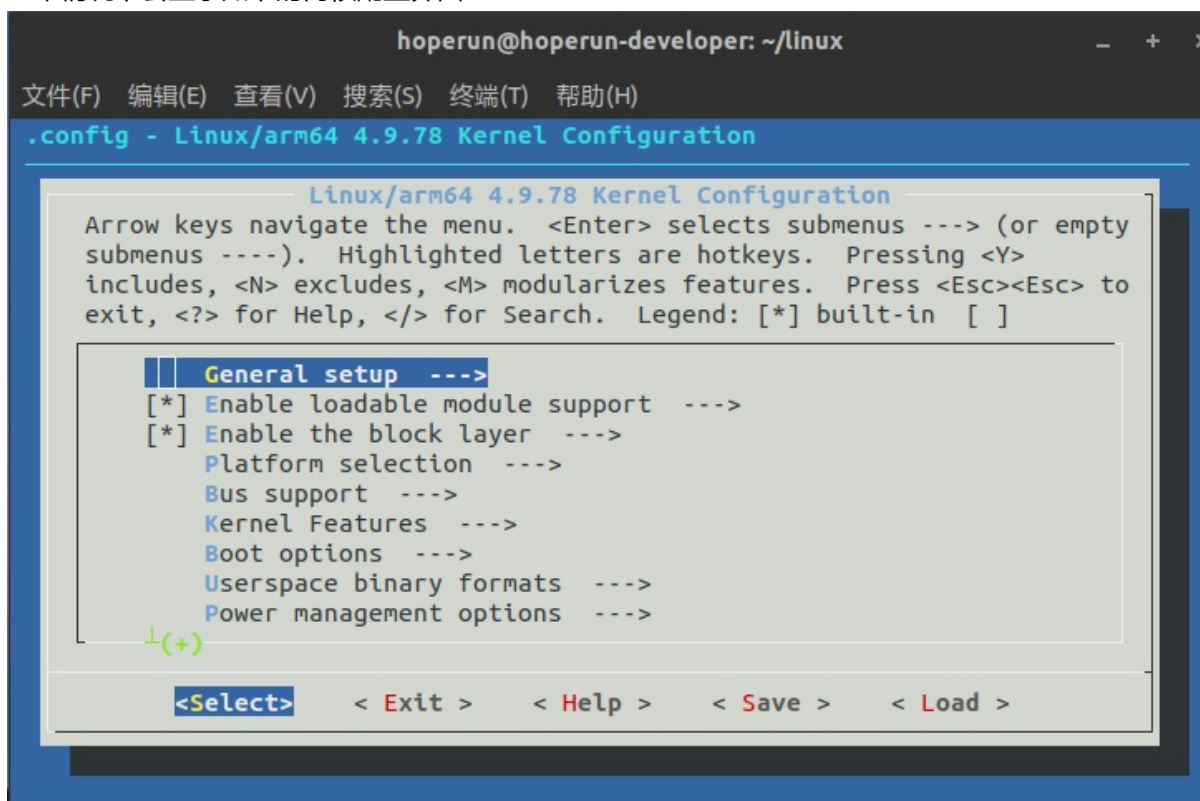 hoperun@hoperun-developer: ~/linux
文件(F) 编辑(E) 查看(V) 搜索(S) 终端(T) 帮助(H)
.config - Linux/arm64 4.9.78 Kernel Configuration
Linux/arm64 4.9.78 Kernel Configuration
Arrow keys navigate the menu. <Enter> selects submenus ---> (or empty
submenus ----). Highlighted letters are hotkeys. Pressing <Y>
includes, <N> excludes, <M> modularizes features. Press <Esc><Esc> to
exit, <?> for Help, </> for Search. Legend: [*] built-in [ ]
General setup --->
[*] Enable loadable module support --->
[*] Enable the block layer --->
Platform selection --->
Bus support --->
Kernel Features --->
Boot options --->
Userspace binary formats --->
Power management options --->
┴(+)
<Select> < Exit > < Help > < Save > < Load >